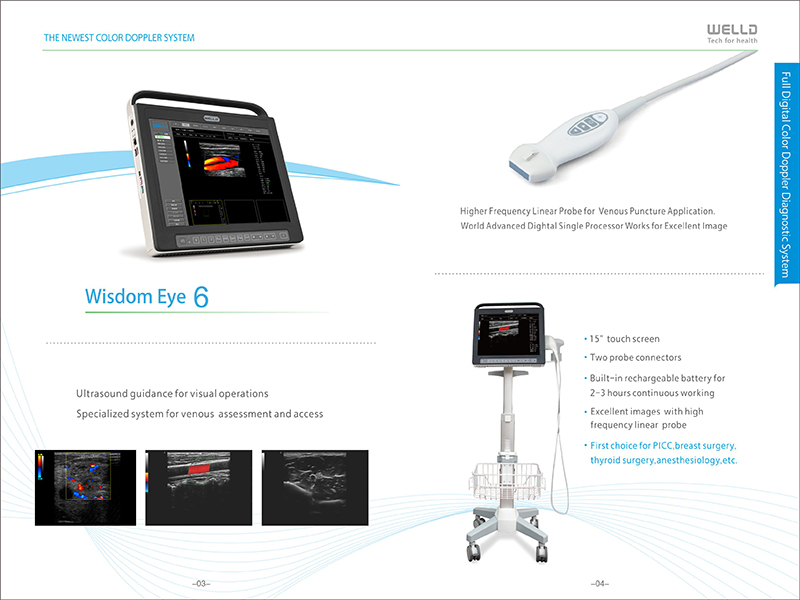 THE NEWEST COLOR DOPPLER SYSTEM
WELLD
Tech for health
Full Digital Color Doppler Diagnostic System
Higher Frequency Linear Probe for Venous Puncture Application.
World Advanced Dightal Single Processor Works for Excellent Image
Wisdom Eye 6
Ultrasound guidance for visual operations
Specialized system for venous assessment and access
• 15" touch screen
• Two probe connectors
• Built-in rechargeable battery for
2-3 hours continuous working
• Excellent images with high
frequency linear probe
• First choice for PICC,breast surgery,
thyroid surgery,anesthesiology,etc.
–03–
–04–